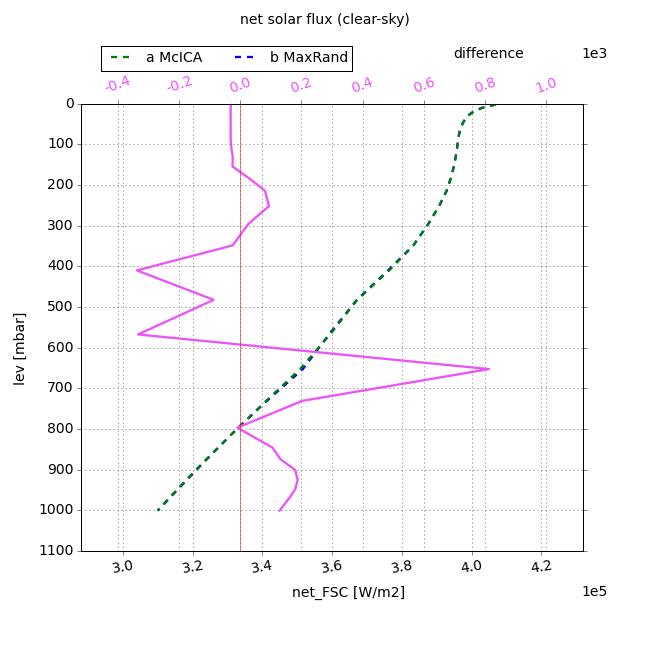 net solar flux (clear-sky)
a McICA b MaxRand difference 1e3
-0.4 -0.2 0.0 0.2 0.4 0.6 0.8 1.0
0
100
200
300
400
500
600
700
800
900
1000
1100
lev [mbar]
3.0 3.2 3.4 3.6 3.8 4.0 4.2
net_FSC [W/m2] 1e5